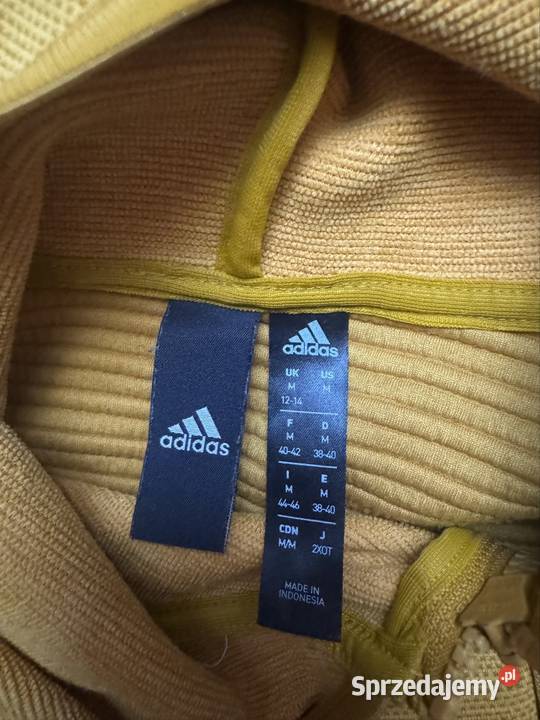 adidas
adidas
UK US
M M
12-14
F D
M M
40-42 38-40
I E
M M
44-46 38-40
CDN J
M/M 2XOT
MADE IN
INDONESIA
Sprzedajemy.pl